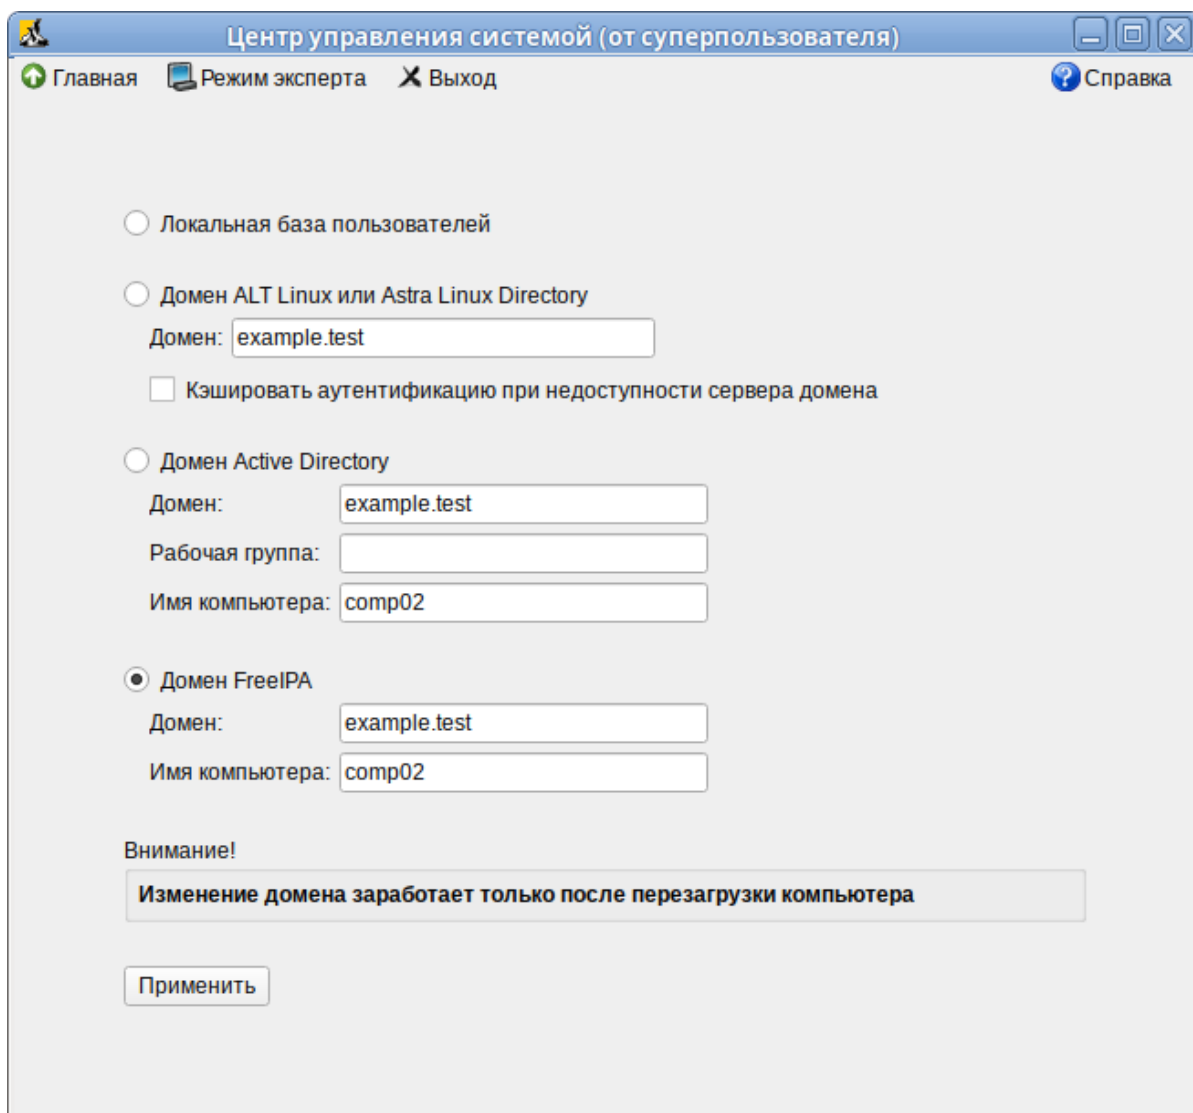 Центр управления системой (от суперпользователя)
Главная Режим эксперта Выход Справка
Локальная база пользователей
Домен ALT Linux или Astra Linux Directory
Домен: example.test
Кэшировать аутентификацию при недоступности сервера домена
Домен Active Directory
Домен: example.test
Рабочая группа:
Имя компьютера: comp02
Домен FreeIPA
Домен: example.test
Имя компьютера: comp02
Внимание!
Изменение домена заработает только после перезагрузки компьютера
Применить